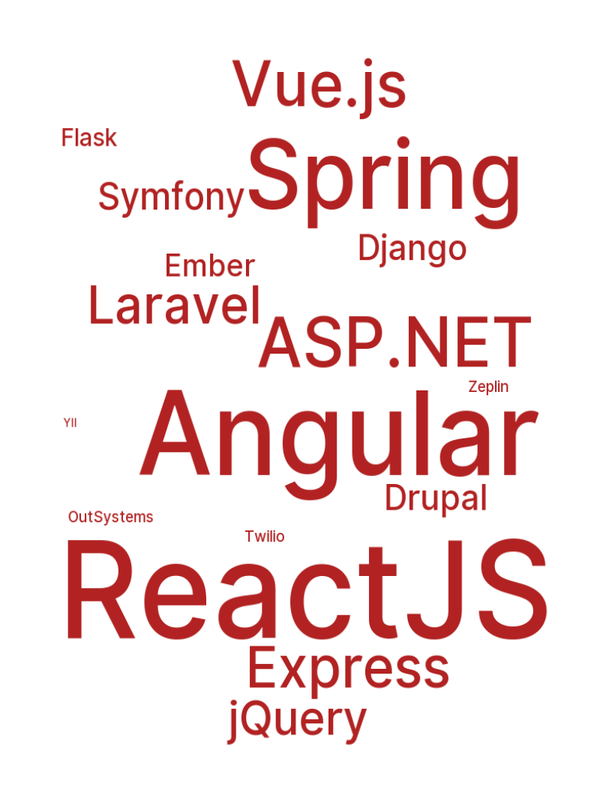 Vue.js
Flask
Spring
Symfony
Django
Ember
Laravel
ASP.NET
Zeplin
Angular
YII
Drupal
OutSystems
Twilio
ReactJS
Express
jQuery